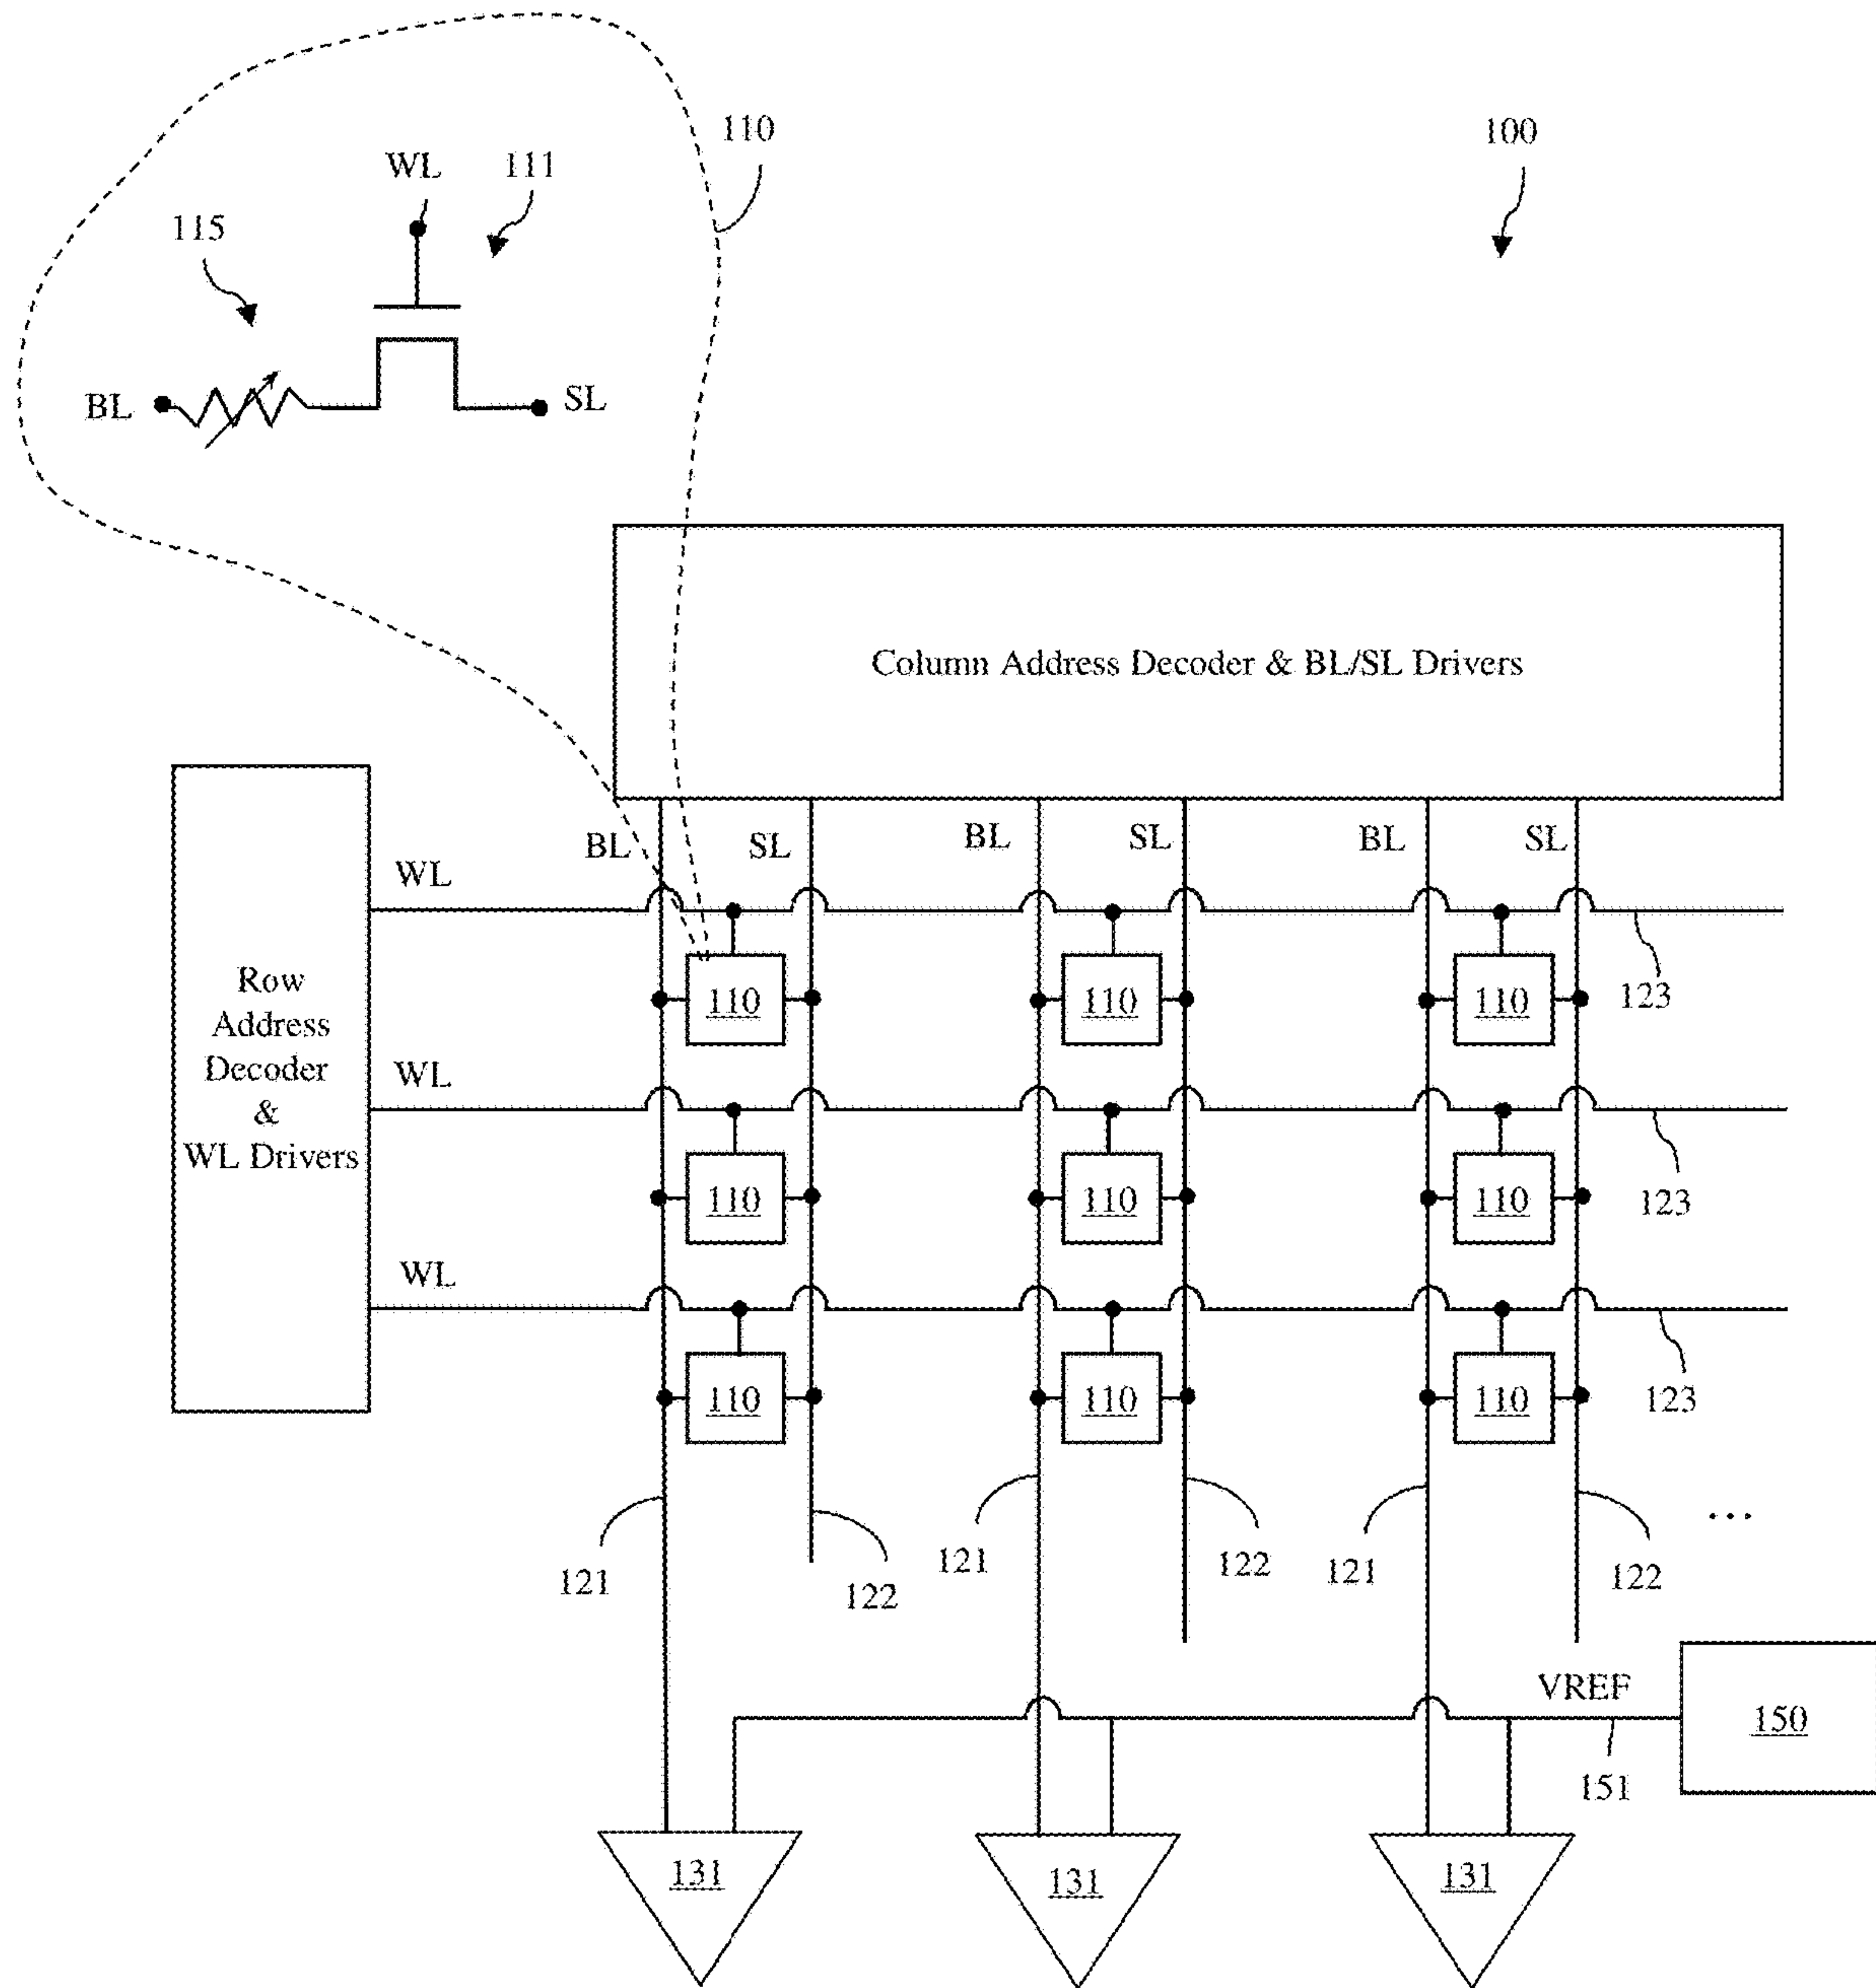 110
100
WL
111
115
BL
SL
Column Address Decoder & BL/SL Drivers
BL
SL
BL
SL
BL
SL
WL
Row
Address
Decoder
&
WL Drivers
110
110
110
123
WL
110
110
110
123
WL
110
110
110
123
121
122
121
122
121
122
...
VREF
150
151
131
131
131